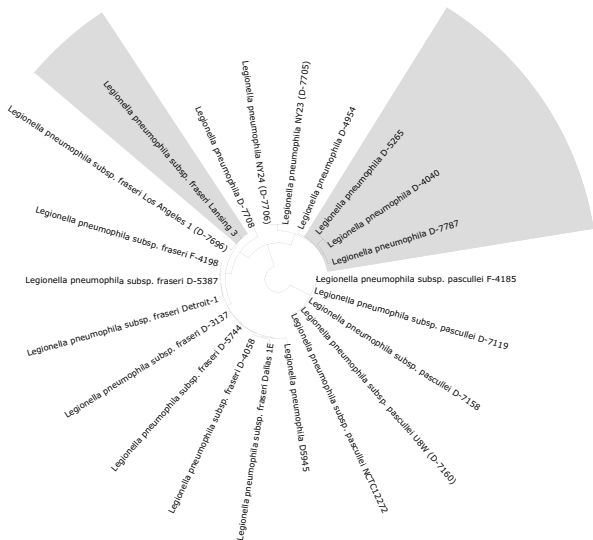 Legionella pneumophila NY23 (D-7705)
Legionella pneumophila D-4954
Legionella pneumophila D-5265
Legionella pneumophila D-4040
Legionella pneumophila D-7787
Legionella pneumophila subsp. pascullei F-4185
Legionella pneumophila subsp. pascullei D-7119
Legionella pneumophila subsp. pascullei D-7158
Legionella pneumophila subsp. pascullei U8W (D-7160)
Legionella pneumophila subsp. pascullei NCTC12272
Legionella pneumophila D5945
Legionella pneumophila subsp. fraseri Dallas 1E
Legionella pneumophila subsp. fraseri D-4058
Legionella pneumophila subsp. fraseri D-5744
Legionella pneumophila subsp. fraseri D-3137
Legionella pneumophila subsp. fraseri Detroit-1
Legionella pneumophila subsp. fraseri D-5387
Legionella pneumophila subsp. fraseri F-4198
Legionella pneumophila subsp. fraseri Los Angeles 1 (D-7696)
Legionella pneumophila subsp. fraseri Lansing 3
Legionella pneumophila D-7708
Legionella pneumophila NY24 (D-7706)